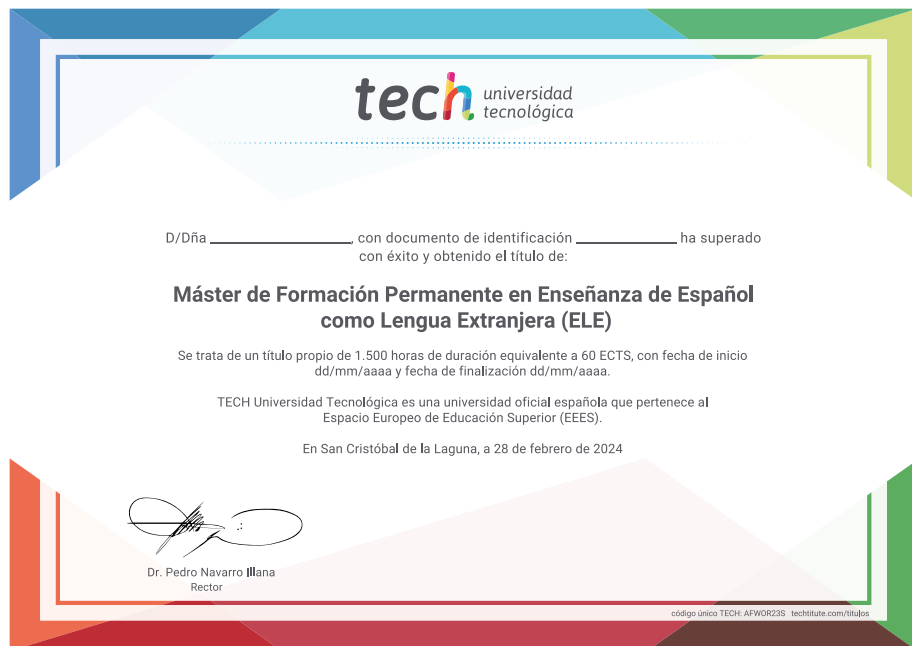 tech universidad
tecnológica
D/Dña ____________________, con documento de identificación ______________ ha superado
con éxito y obtenido el título de:
Máster de Formación Permanente en Enseñanza de Español
como Lengua Extranjera (ELE)
Se trata de un título propio de 1.500 horas de duración equivalente a 60 ECTS, con fecha de inicio
dd/mm/aaaa y fecha de finalización dd/mm/aaaa.
TECH Universidad Tecnológica es una universidad oficial española que pertenece al
Espacio Europeo de Educación Superior (EEES).
En San Cristóbal de la Laguna, a 28 de febrero de 2024
Dr. Pedro Navarro Illana
Rector
código único TECH: AFWOR23S techtitute.com/titulos